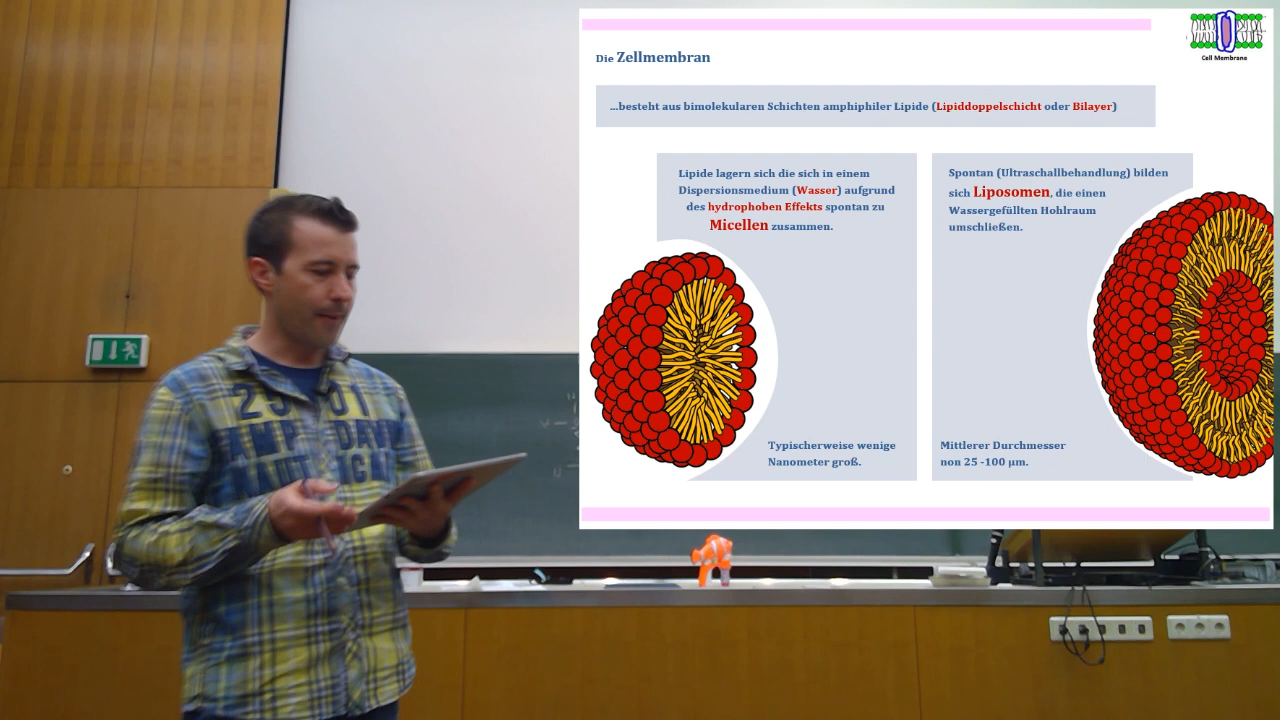 Cell Membrane
Die Zellmembran
...besteht aus bimolekularen Schichten amphiphiler Lipide (Lipiddoppelschicht oder Bilayer)
Lipide lagern sich die sich in einem
Dispersionsmedium (Wasser) aufgrund
des hydrophoben Effekts spontan zu
Micellen zusammen.
Typischerweise wenige
Nanometer groß.
Spontan (Ultraschallbehandlung) bilden
sich Liposomen, die einen
Wassergefüllten Hohlraum
umschließen.
Mittlerer Durchmesser
non 25 -100 µm.
25 01